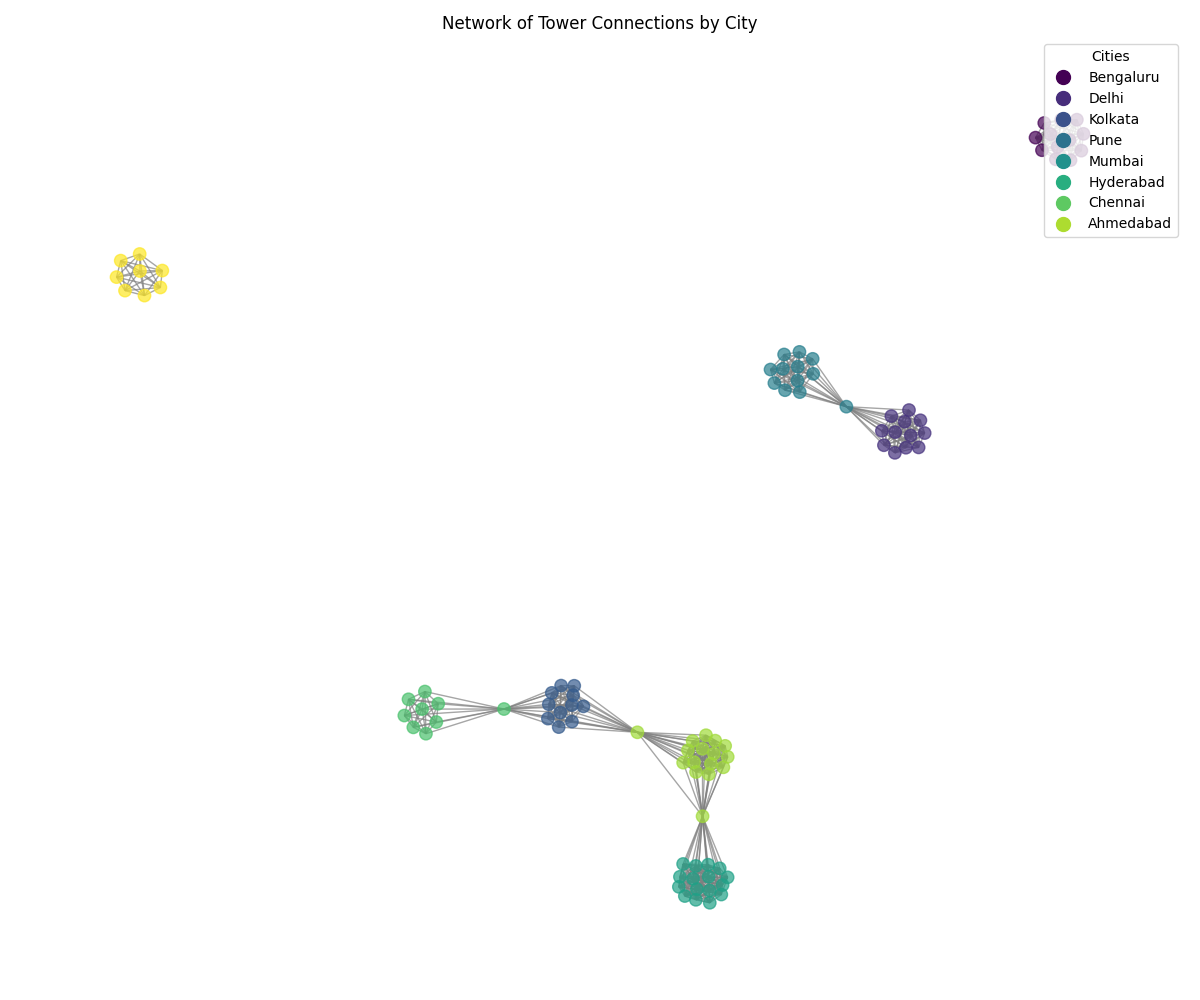 Network of Tower Connections by City
Cities
Bengaluru
Delhi
Kolkata
Pune
Mumbai
Hyderabad
Chennai
Ahmedabad